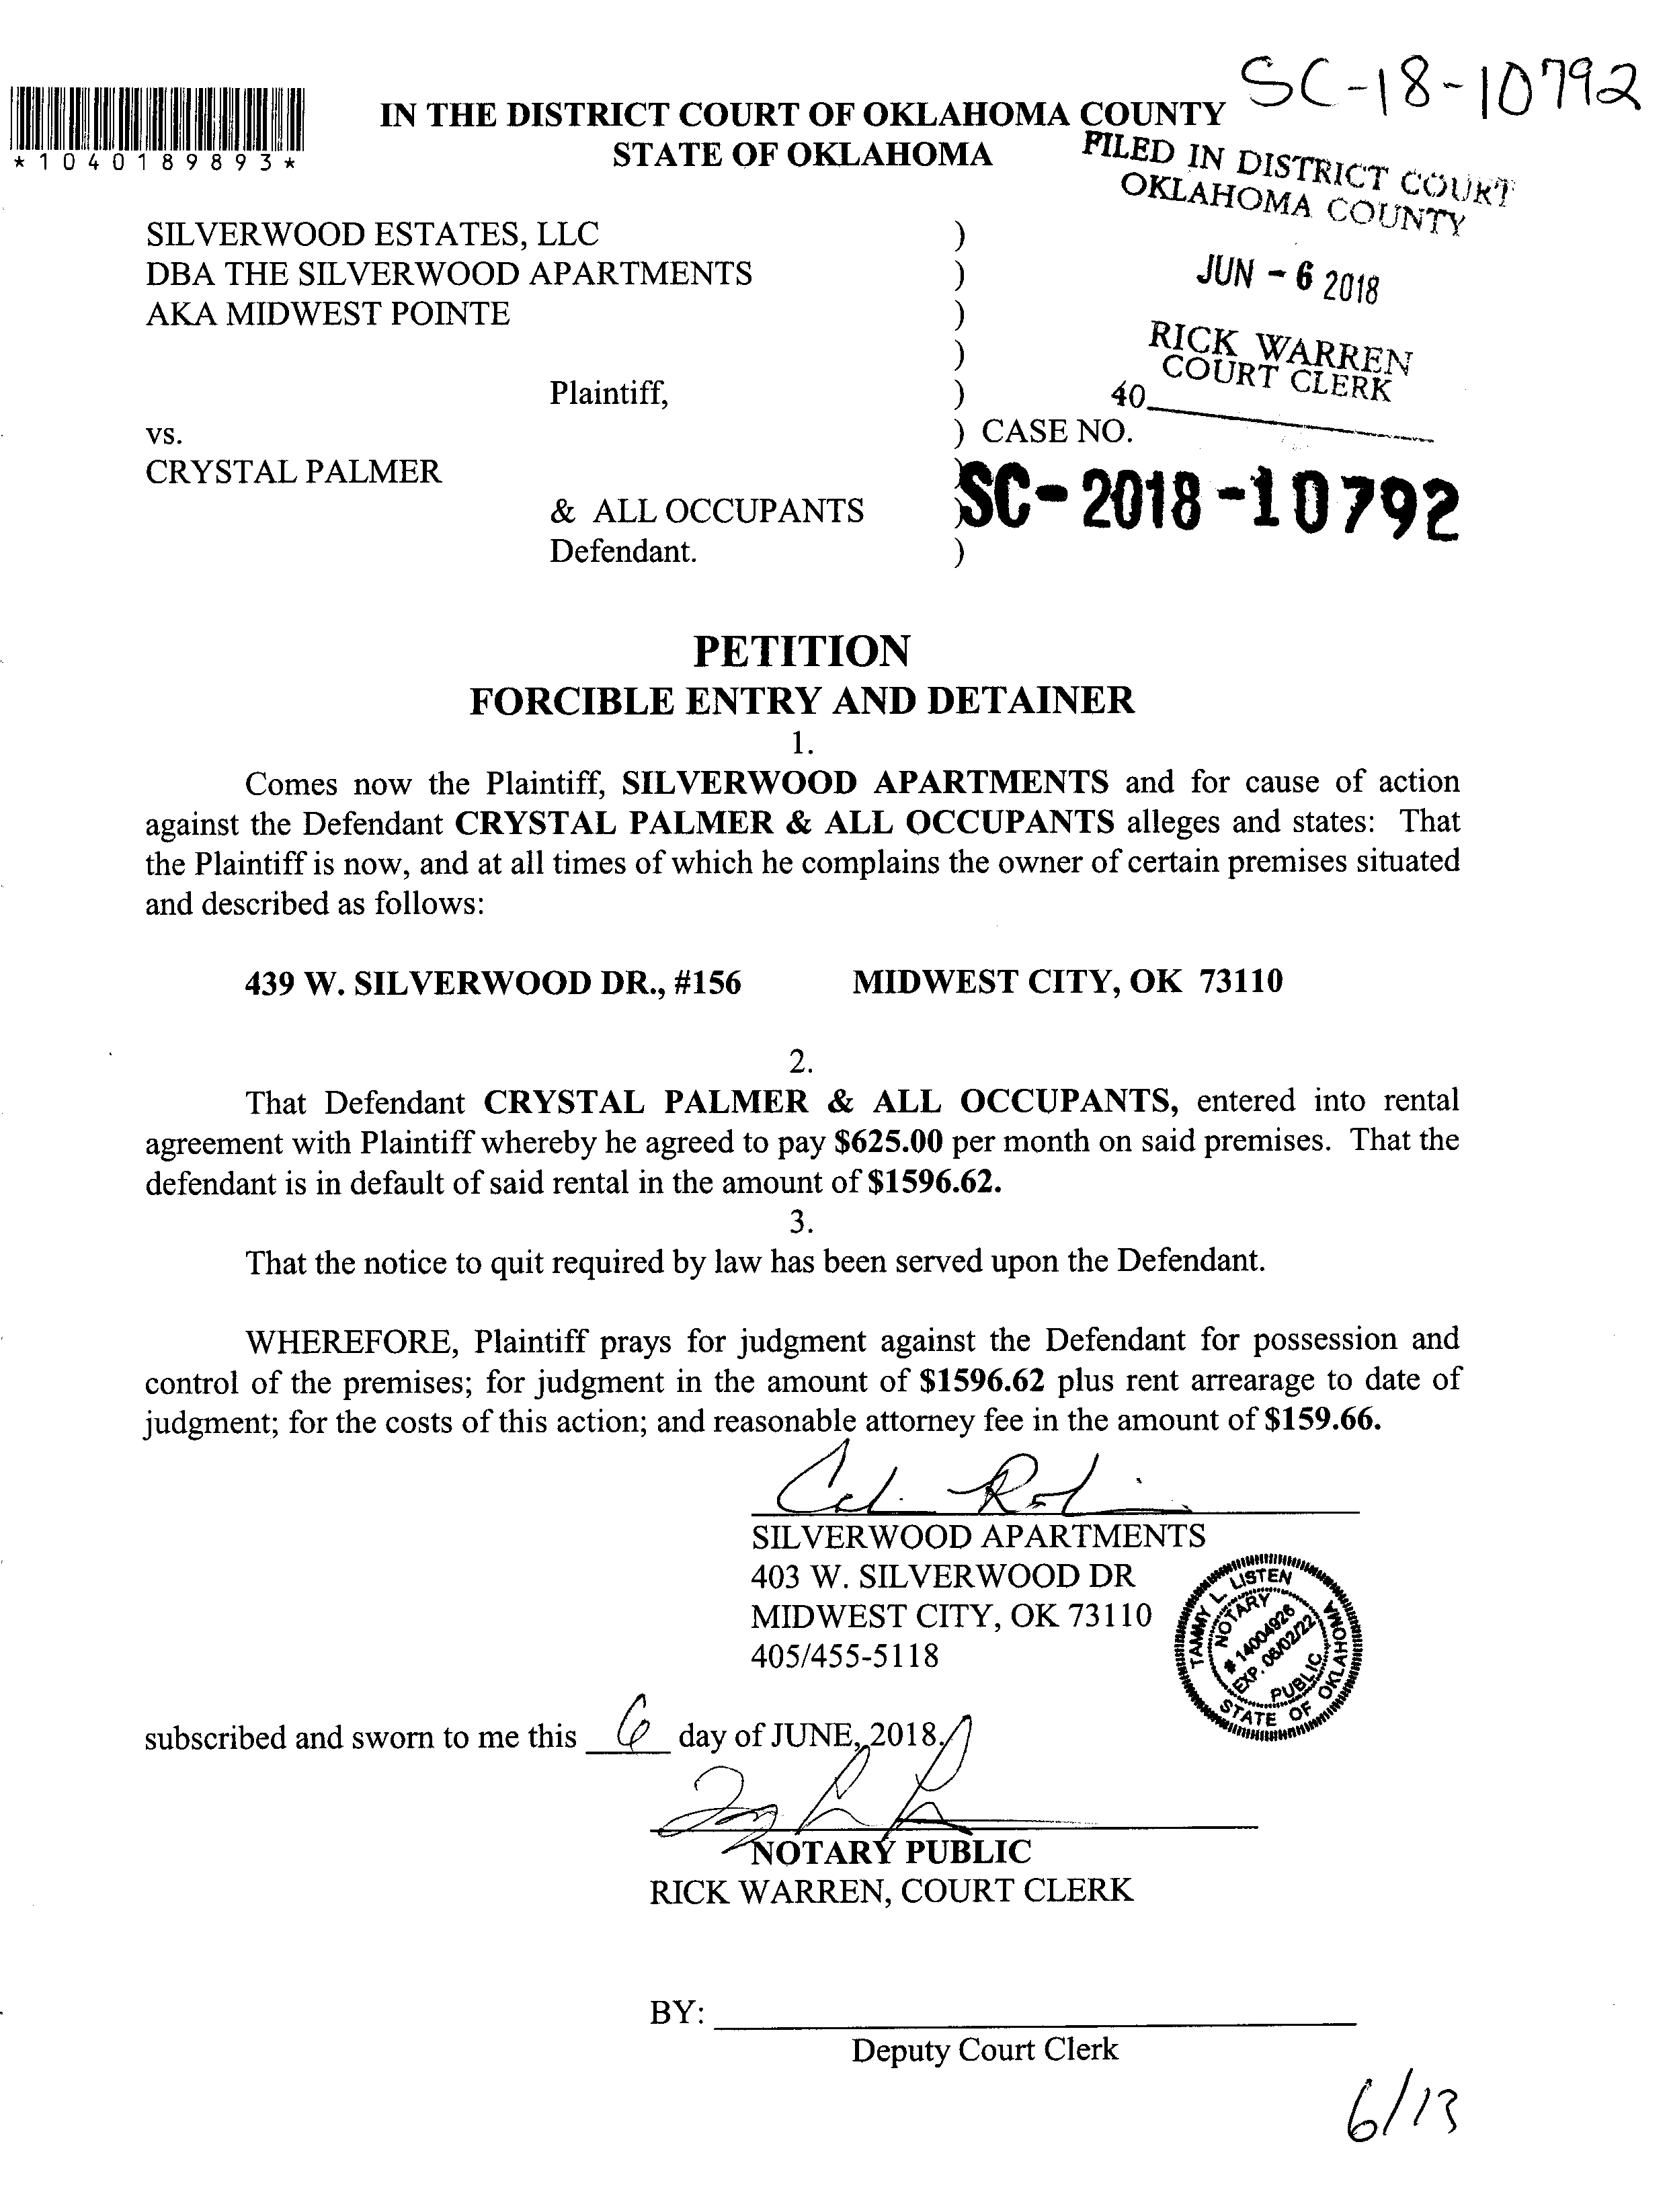 SC-18-10792
*1040189893*
IN THE DISTRICT COURT OF OKLAHOMA COUNTY
STATE OF OKLAHOMA
FILED IN DISTRICT COURT
OKLAHOMA COUNTY
JUN - 6 2018
RICK WARREN
COURT CLERK
40
SILVERWOOD ESTATES, LLC )
DBA THE SILVERWOOD APARTMENTS )
AKA MIDWEST POINTE )
)
Plaintiff, )
vs. ) CASE NO.
CRYSTAL PALMER )
& ALL OCCUPANTS )
SC-2018-10792
Defendant. )
PETITION
FORCIBLE ENTRY AND DETAINER
1.
Comes now the Plaintiff, SILVERWOOD APARTMENTS and for cause of action
against the Defendant CRYSTAL PALMER & ALL OCCUPANTS alleges and states: That
the Plaintiff is now, and at all times of which he complains the owner of certain premises situated
and described as follows:
439 W. SILVERWOOD DR., #156 MIDWEST CITY, OK 73110
2.
That Defendant CRYSTAL PALMER & ALL OCCUPANTS, entered into rental
agreement with Plaintiff whereby he agreed to pay $625.00 per month on said premises. That the
defendant is in default of said rental in the amount of $1596.62.
3.
That the notice to quit required by law has been served upon the Defendant.
WHEREFORE, Plaintiff prays for judgment against the Defendant for possession and
control of the premises; for judgment in the amount of $1596.62 plus rent arrearage to date of
judgment; for the costs of this action; and reasonable attorney fee in the amount of $159.66.
SILVERWOOD APARTMENTS
403 W. SILVERWOOD DR
MIDWEST CITY, OK 73110
405/455-5118
TAMMY L. LISTEN
NOTARY
# 14004926
EXP. 06/02/22
PUBLIC
STATE OF OKLAHOMA
subscribed and sworn to me this 6 day of JUNE, 2018.
NOTARY PUBLIC
RICK WARREN, COURT CLERK
BY:
Deputy Court Clerk
6/13